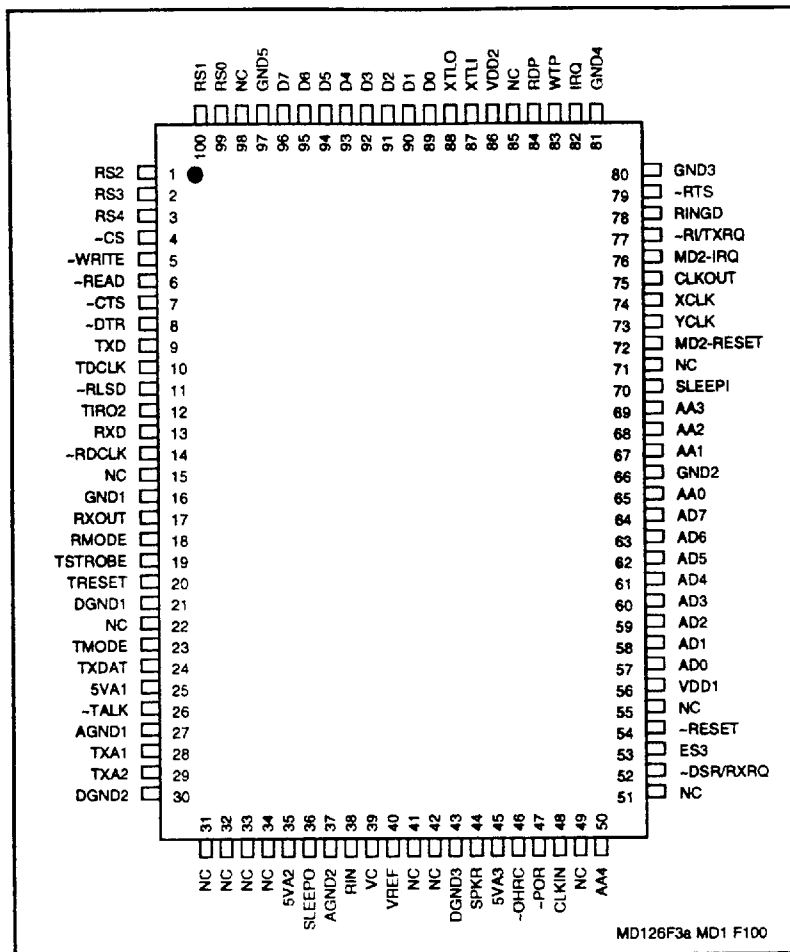 RS1 RS0 NC GND5 D7 D6 D5 D4 D3 D2 D1 D0 XTLO XTLI VDD2 NC RDP WTP IRQ GND4
100 99 98 97 96 95 94 93 92 91 90 89 88 87 86 85 84 83 82 81
RS2 1 80 GND3
RS3 2 79 ~RTS
RS4 3 78 RINGD
~CS 4 77 ~RI/TXRQ
~WRITE 5 76 MD2-IRQ
~READ 6 75 CLKOUT
~CTS 7 74 XCLK
~DTR 8 73 YCLK
TXD 9 72 MD2-RESET
TDCLK 10 71 NC
~RLSD 11 70 SLEEPI
TIRO2 12 69 AA3
RXD 13 68 AA2
~RDCLK 14 67 AA1
NC 15 66 GND2
GND1 16 65 AA0
RXOUT 17 64 AD7
RMODE 18 63 AD6
TSTROBE 19 62 AD5
TRESET 20 61 AD4
DGND1 21 60 AD3
NC 22 59 AD2
TMODE 23 58 AD1
TXDAT 24 57 AD0
5VA1 25 56 VDD1
~TALK 26 55 NC
AGND1 27 54 ~RESET
TXA1 28 53 ES3
TXA2 29 52 ~DSR/RXRQ
DGND2 30 51 NC
31 32 33 34 35 36 37 38 39 40 41 42 43 44 45 46 47 48 49 50
NC NC NC NC 5VA2 SLEEPO AGND2 RIN VC VREF NC NC DGND3 SPKR 5VA3 ~OHRC ~POR CLKIN NC AA4
MD126F3a MD1 F100